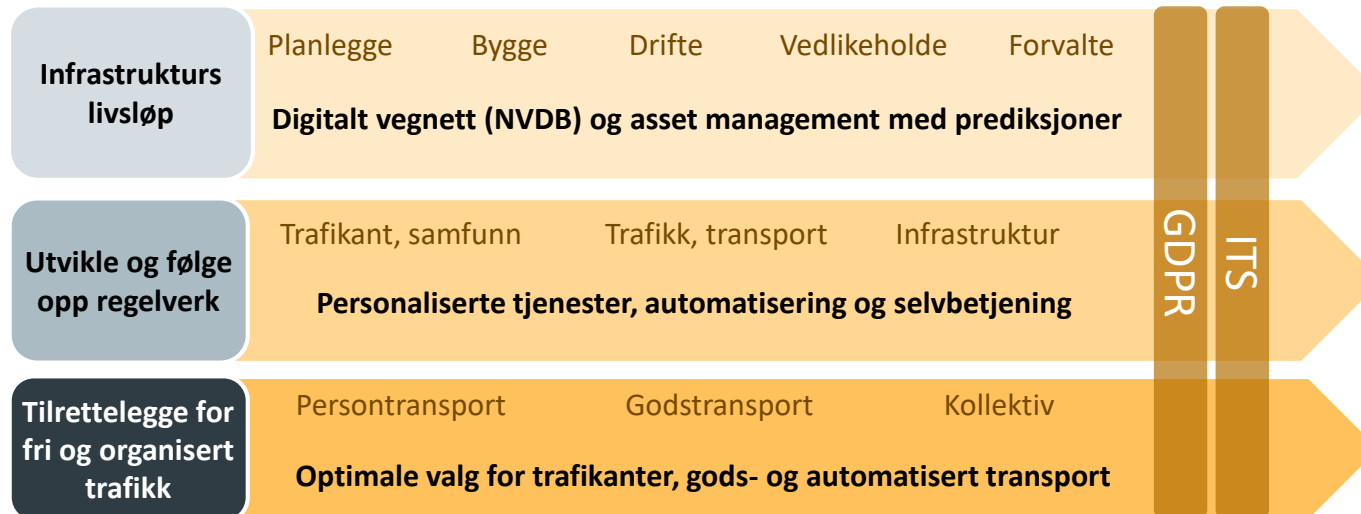 Infrastrukturs
livsløp
Planlegge Bygge Drifte Vedlikeholde Forvalte
Digitalt vegnett (NVDB) og asset management med prediksjoner
Utvikle og følge
opp regelverk
Trafikant, samfunn Trafikk, transport Infrastruktur
Personaliserte tjenester, automatisering og selvbetjening
Tilrettelegge for
fri og organisert
trafikk
Persontransport Godstransport Kollektiv
Optimale valg for trafikanter, gods- og automatisert transport
GDPR
ITS